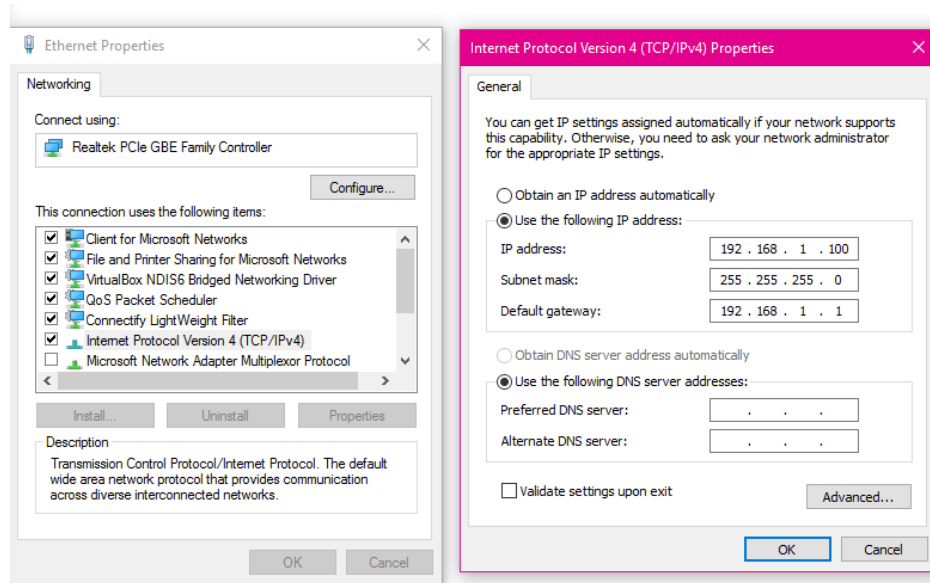 Ethernet Properties
Networking
Connect using:
Realtek PCIe GBE Family Controller
Configure...
This connection uses the following items:
Client for Microsoft Networks
File and Printer Sharing for Microsoft Networks
VirtualBox NDIS6 Bridged Networking Driver
QoS Packet Scheduler
Connectify LightWeight Filter
Internet Protocol Version 4 (TCP/IPv4)
Microsoft Network Adapter Multiplexor Protocol
Install...
Uninstall
Properties
Description
Transmission Control Protocol/Internet Protocol. The default
wide area network protocol that provides communication
across diverse interconnected networks.
OK
Cancel
Internet Protocol Version 4 (TCP/IPv4) Properties
General
You can get IP settings assigned automatically if your network supports
this capability. Otherwise, you need to ask your network administrator
for the appropriate IP settings.
Obtain an IP address automatically
Use the following IP address:
IP address: 192 . 168 . 1 . 100
Subnet mask: 255 . 255 . 255 . 0
Default gateway: 192 . 168 . 1 . 1
Obtain DNS server address automatically
Use the following DNS server addresses:
Preferred DNS server: . . .
Alternate DNS server: . . .
Validate settings upon exit
Advanced...
OK
Cancel